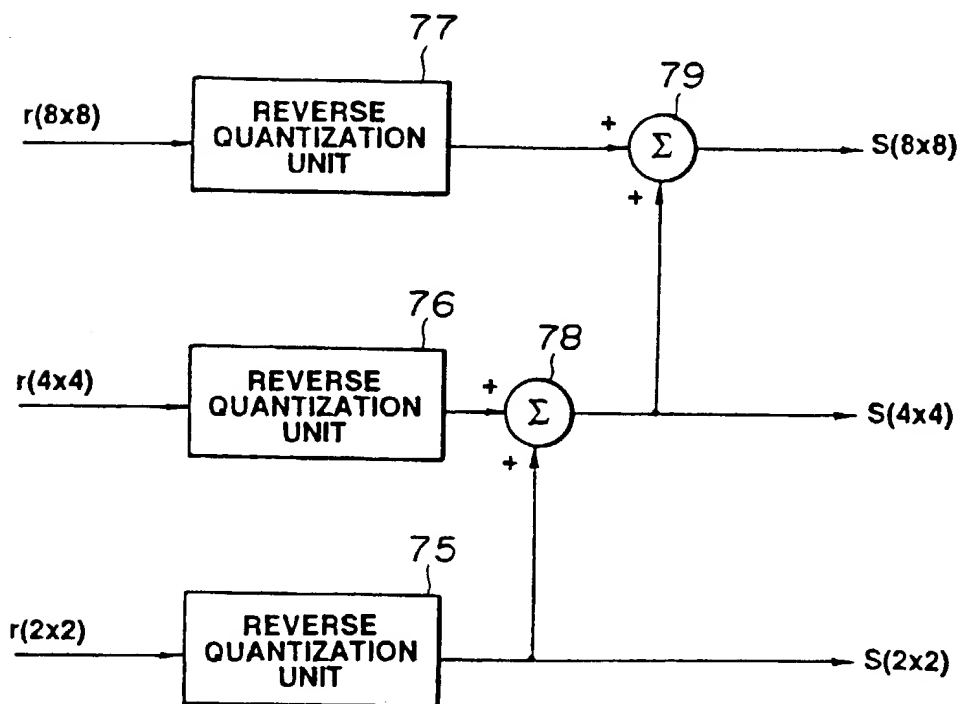 77
79
r(8x8)
REVERSE
QUANTIZATION
UNIT
+
Σ
+
S(8x8)
76
78
r(4x4)
REVERSE
QUANTIZATION
UNIT
+
Σ
+
S(4x4)
75
r(2x2)
REVERSE
QUANTIZATION
UNIT
S(2x2)